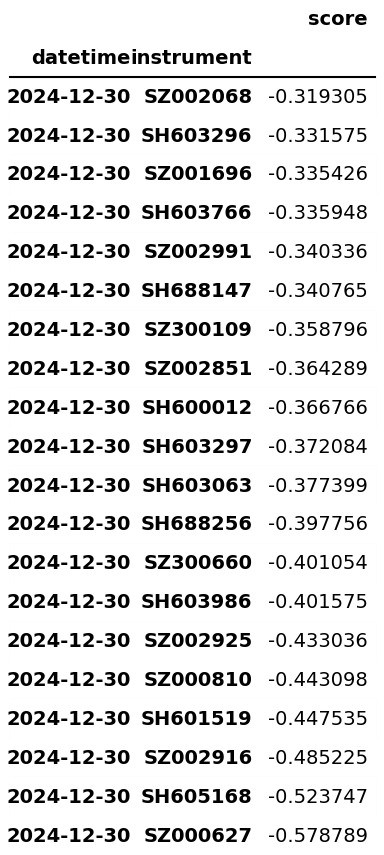 score
datetime instrument
2024-12-30 SZ002068 -0.319305
2024-12-30 SH603296 -0.331575
2024-12-30 SZ001696 -0.335426
2024-12-30 SH603766 -0.335948
2024-12-30 SZ002991 -0.340336
2024-12-30 SH688147 -0.340765
2024-12-30 SZ300109 -0.358796
2024-12-30 SZ002851 -0.364289
2024-12-30 SH600012 -0.366766
2024-12-30 SH603297 -0.372084
2024-12-30 SH603063 -0.377399
2024-12-30 SH688256 -0.397756
2024-12-30 SZ300660 -0.401054
2024-12-30 SH603986 -0.401575
2024-12-30 SZ002925 -0.433036
2024-12-30 SZ000810 -0.443098
2024-12-30 SH601519 -0.447535
2024-12-30 SZ002916 -0.485225
2024-12-30 SH605168 -0.523747
2024-12-30 SZ000627 -0.578789